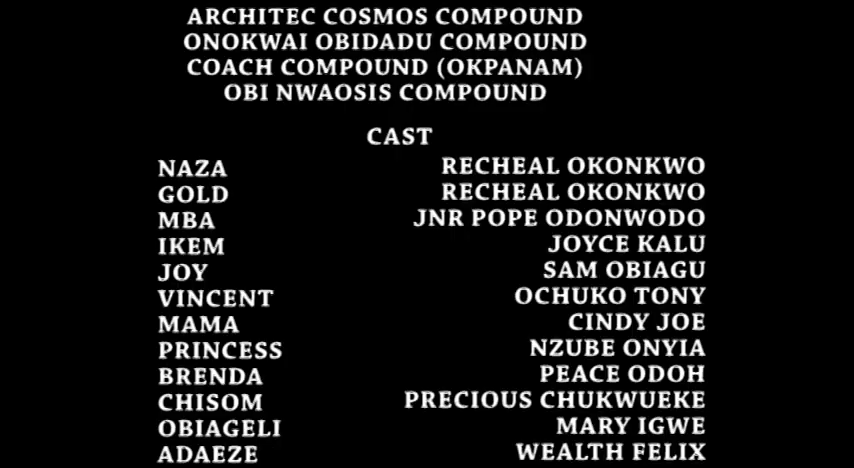 ARCHITEC COSMOS COMPOUND
ONOKWAI OBIDADU COMPOUND
COACH COMPOUND (OKPANAM)
OBI NWAOSIS COMPOUND
CAST
NAZA RECHEAL OKONKWO
GOLD RECHEAL OKONKWO
MBA JNR POPE ODONWODO
IKEM JOYCE KALU
JOY SAM OBIAGU
VINCENT OCHUKO TONY
MAMA CINDY JOE
PRINCESS NZUBE ONYIA
BRENDA PEACE ODOH
CHISOM PRECIOUS CHUKWUEKE
OBIAGELI MARY IGWE
ADAEZE WEALTH FELIX